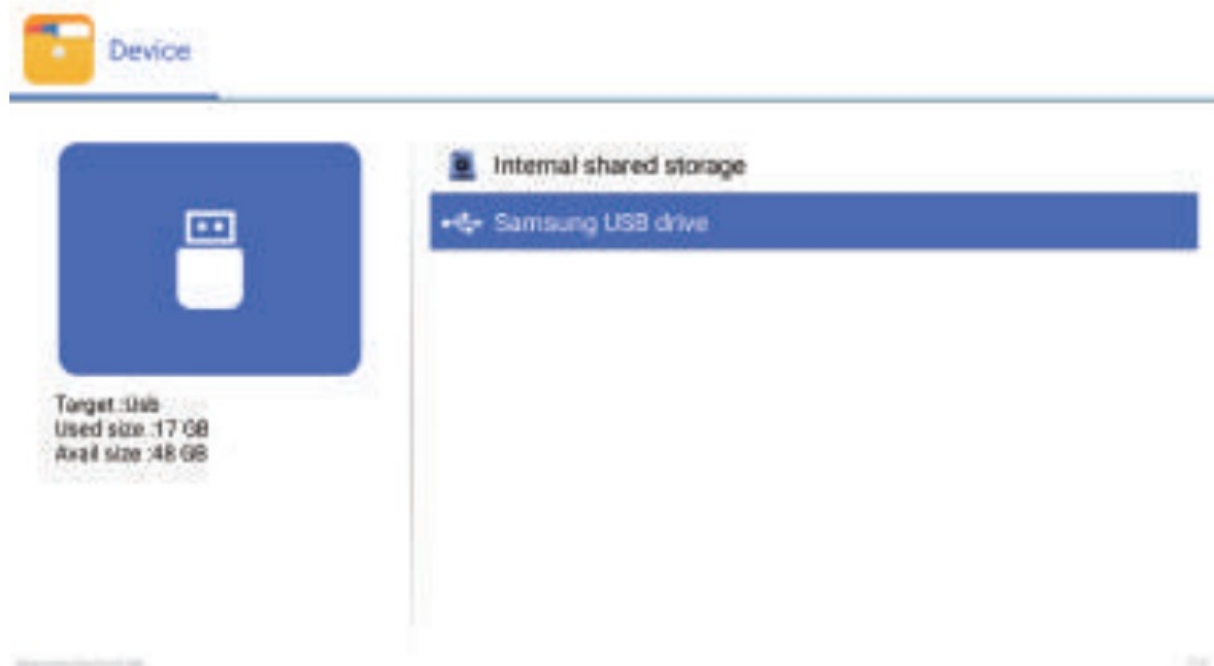 Device
Internal shared storage
Samsung USB drive
Target :Usb
Used size :17 GB
Avail size :48 GB